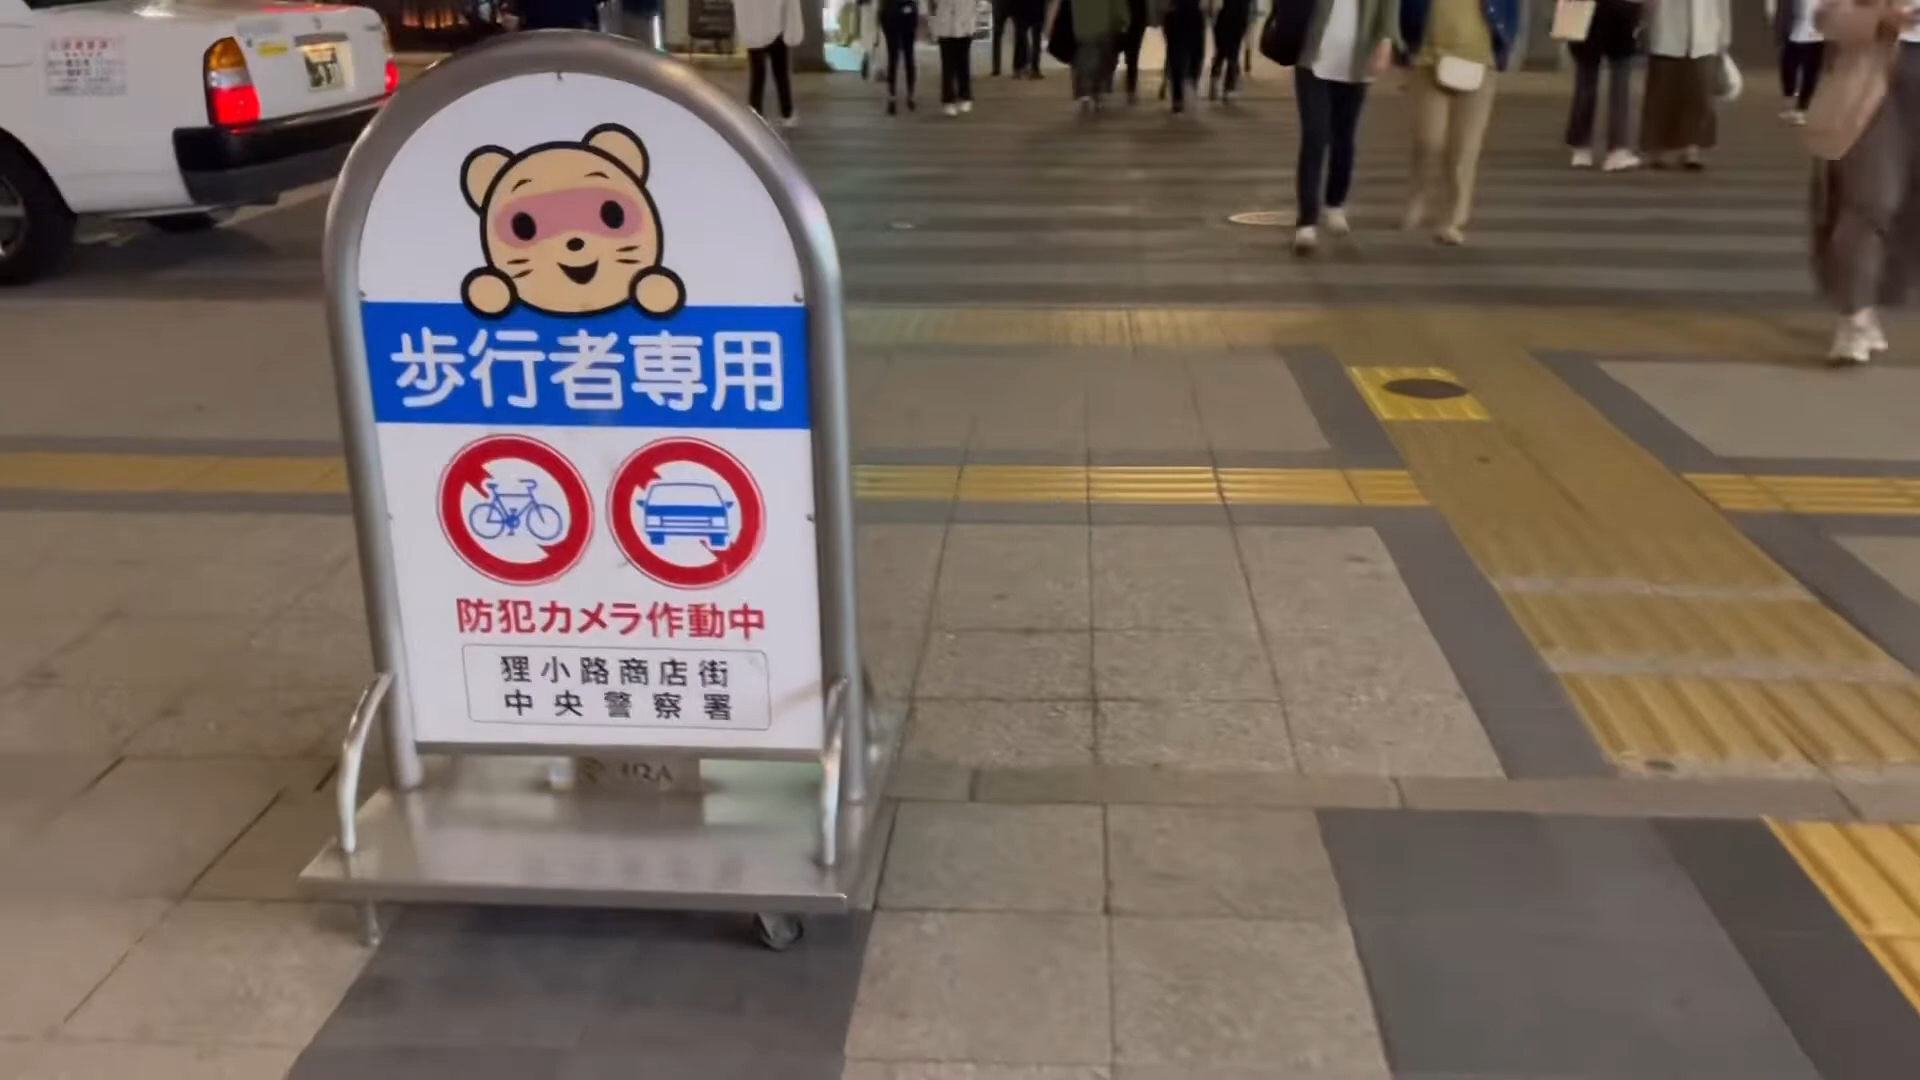 歩行者専用
防犯カメラ作動中
狸小路商店街
中央警察署